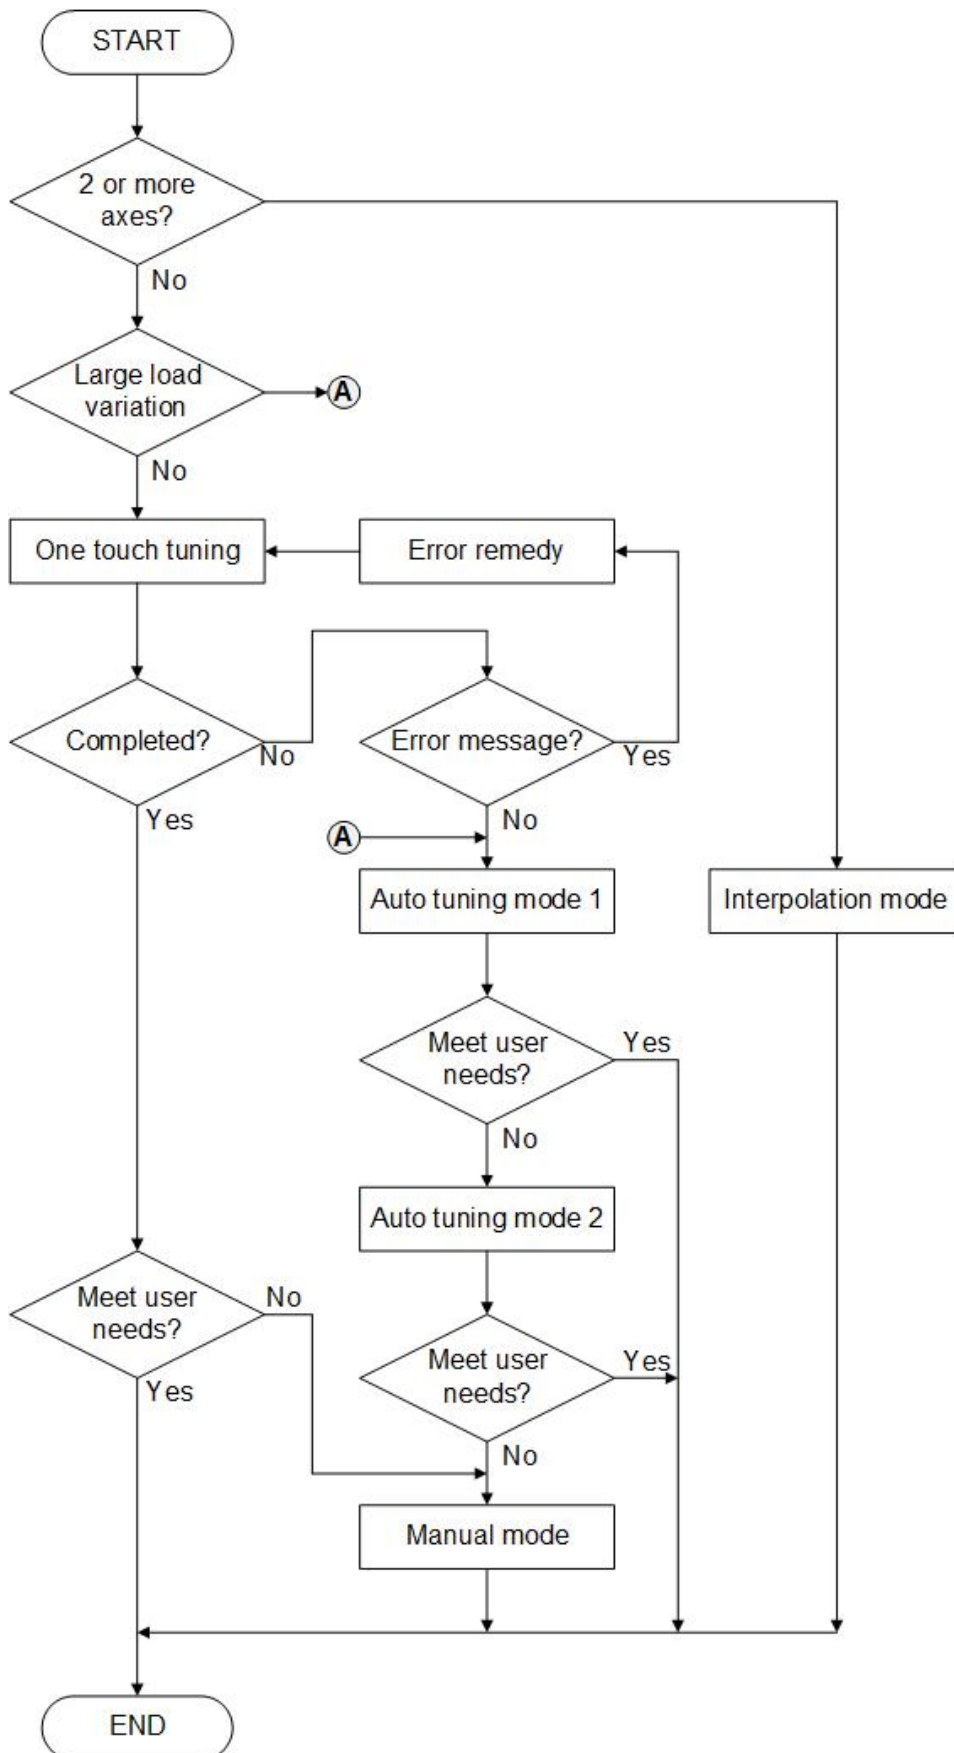 START
2 or more
axes?
No
Large load
variation
A
No
One touch tuning
Error remedy
Completed?
No
Error message?
Yes
Yes
No
A
Auto tuning mode 1
Interpolation mode
Meet user
needs?
Yes
No
Auto tuning mode 2
Meet user
needs?
No
Yes
Meet user
needs?
Yes
No
Manual mode
END